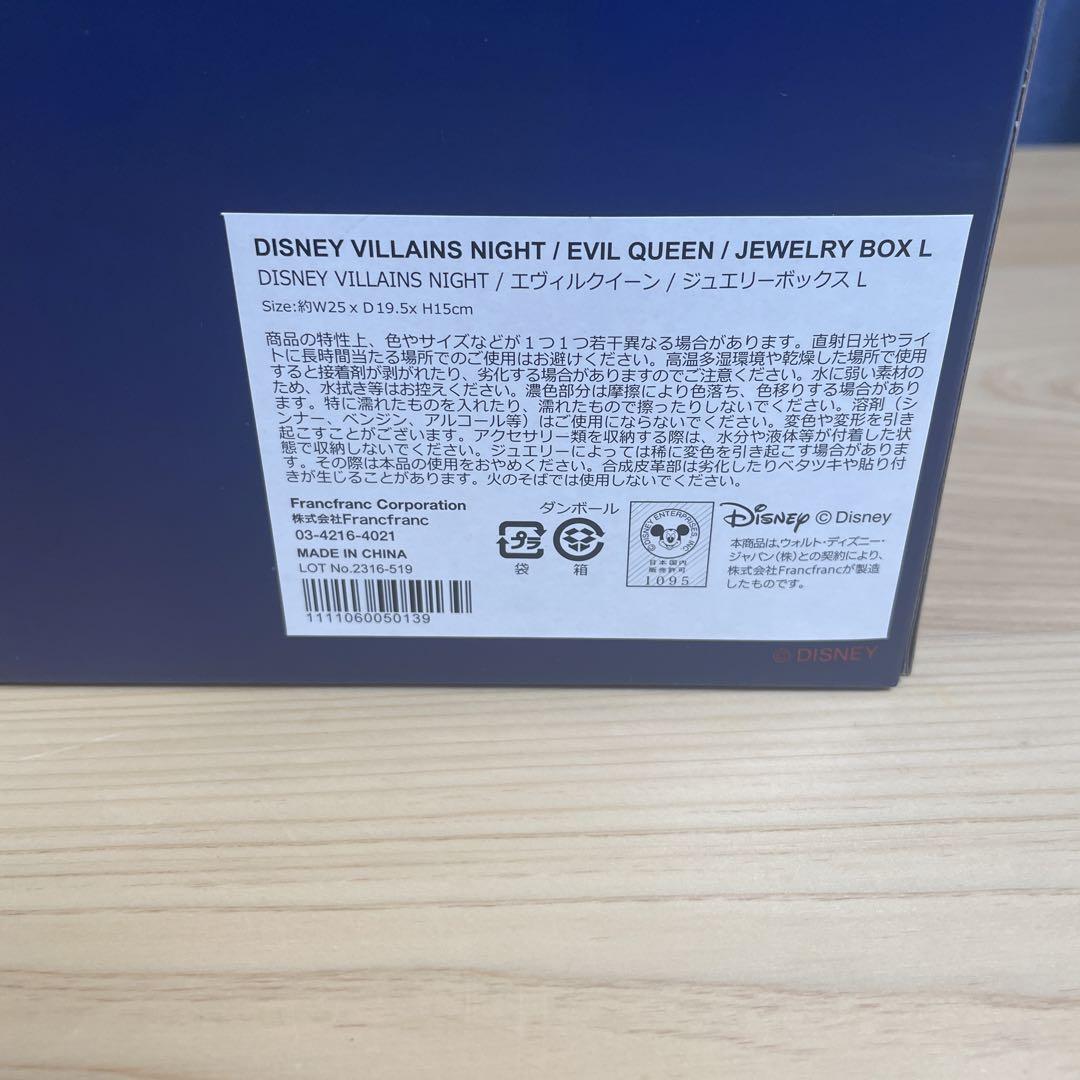 DISNEY VILLAINS NIGHT / EVIL QUEEN / JEWELRY BOX L
DISNEY VILLAINS NIGHT / エヴィルクイーン / ジュエリーボックス L
Size:約W25 x D19.5x H15cm
商品の特性上、色やサイズなどが1つ1つ若干異なる場合があります。直射日光やライ
トに長時間当たる場所でのご使用はお避けください。高温多湿環境や乾燥した場所で使用
すると接着剤が剥がれたり、劣化する場合がありますのでご注意ください。水に弱い素材の
ため、水拭き等はお控えください。濃色部分は摩擦により色落ち、色移りする場合があり
ます。特に濡れたものを入れたり、濡れたもので擦ったりしないでください。溶剤（シ
ンナー、ベンジン、アルコール等）はご使用にならないでください。変色や変形を引き
起こすことがございます。アクセサリー類を収納する際は、水分や液体等が付着した状
態で収納しないでください。ジュエリーによっては稀に変色を引き起こす場合がありま
す。その際は本品の使用をおやめください。合成皮革部は劣化したりベタツキや貼り付
きが生じることがあります。火のそばでは使用しないでください。
Francfranc Corporation
株式会社Francfranc
03-4216-4021
MADE IN CHINA
LOT No.2316-519
1111060050139
ダンボール
プラ
袋
箱
© DISNEY ENTERPRISES INC.
日本国内
販売許可
1095
Disney © Disney
本商品は、ウォルト・ディズニー・
ジャパン(株)との契約により、
株式会社Francfrancが製造
したものです。
© DISNEY